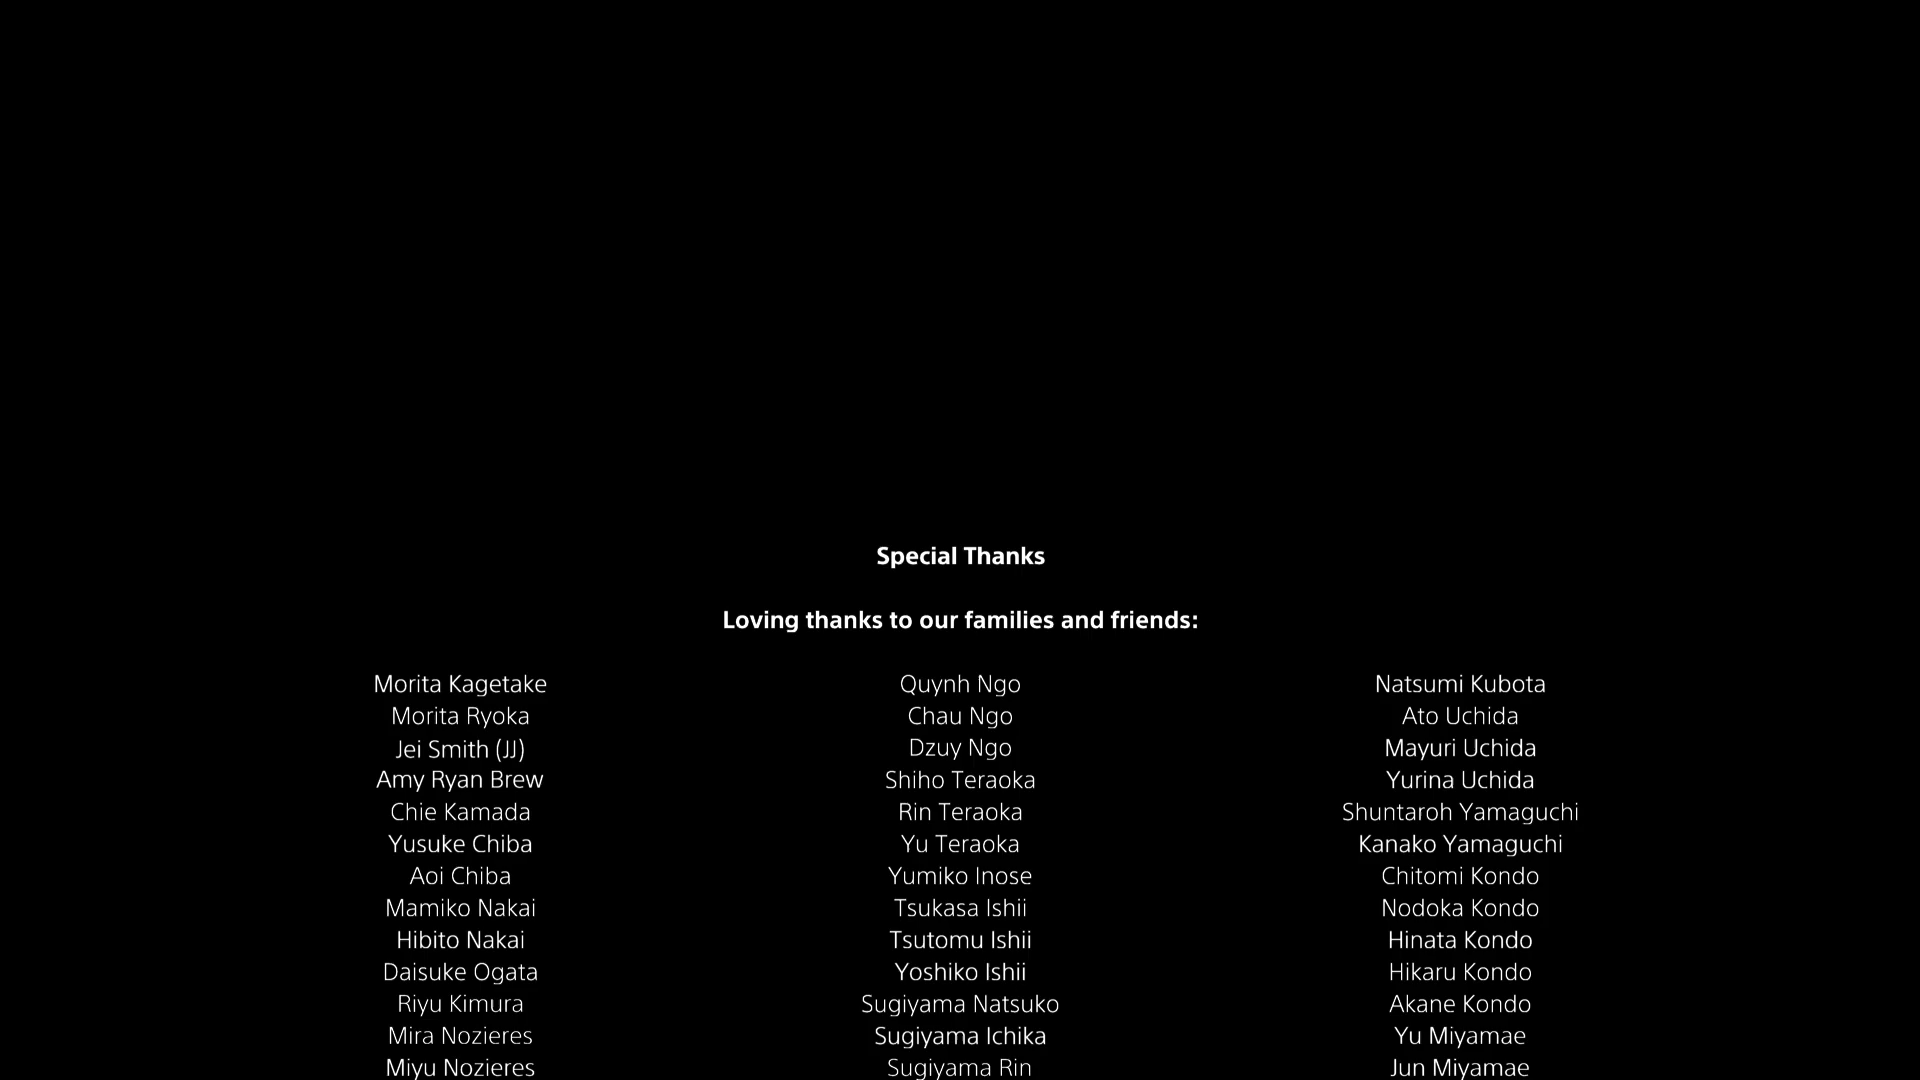 Special Thanks
Loving thanks to our families and friends:
Morita Kagetake
Morita Ryoka
Jei Smith (JJ)
Amy Ryan Brew
Chie Kamada
Yusuke Chiba
Aoi Chiba
Mamiko Nakai
Hibito Nakai
Daisuke Ogata
Riyu Kimura
Mira Nozieres
Miyu Nozieres
Quynh Ngo
Chau Ngo
Dzuy Ngo
Shiho Teraoka
Rin Teraoka
Yu Teraoka
Yumiko Inose
Tsukasa Ishii
Tsutomu Ishii
Yoshiko Ishii
Sugiyama Natsuko
Sugiyama Ichika
Sugiyama Rin
Natsumi Kubota
Ato Uchida
Mayuri Uchida
Yurina Uchida
Shuntaroh Yamaguchi
Kanako Yamaguchi
Chitomi Kondo
Nodoka Kondo
Hinata Kondo
Hikaru Kondo
Akane Kondo
Yu Miyamae
Jun Miyamae